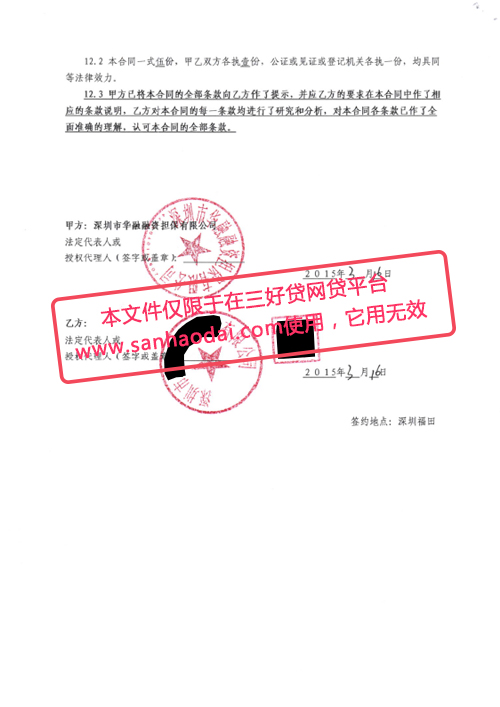 12.2 本合同一式伍份，甲乙双方各执壹份，公证或见证或登记机关各执一份，均具同
等法律效力。
12.3 甲方已将本合同的全部条款向乙方作了提示，并应乙方的要求在本合同中作了相
应的条款说明，乙方对本合同的每一条款均进行了研究和分析，对本合同各条款已作了全
面准确的理解，认可本合同的全部条款。
甲方：深圳市华融融资担保有限公司
法定代表人或
授权代理人（签字或盖章）：
2015年3月16日
本文件仅限于在三好贷网贷平台
www.sanhaodai.com使用，它用无效
乙方：
法定代表人或
授权代理人（签字或盖章
深圳市
公司
2015年3月16日
签约地点：深圳福田